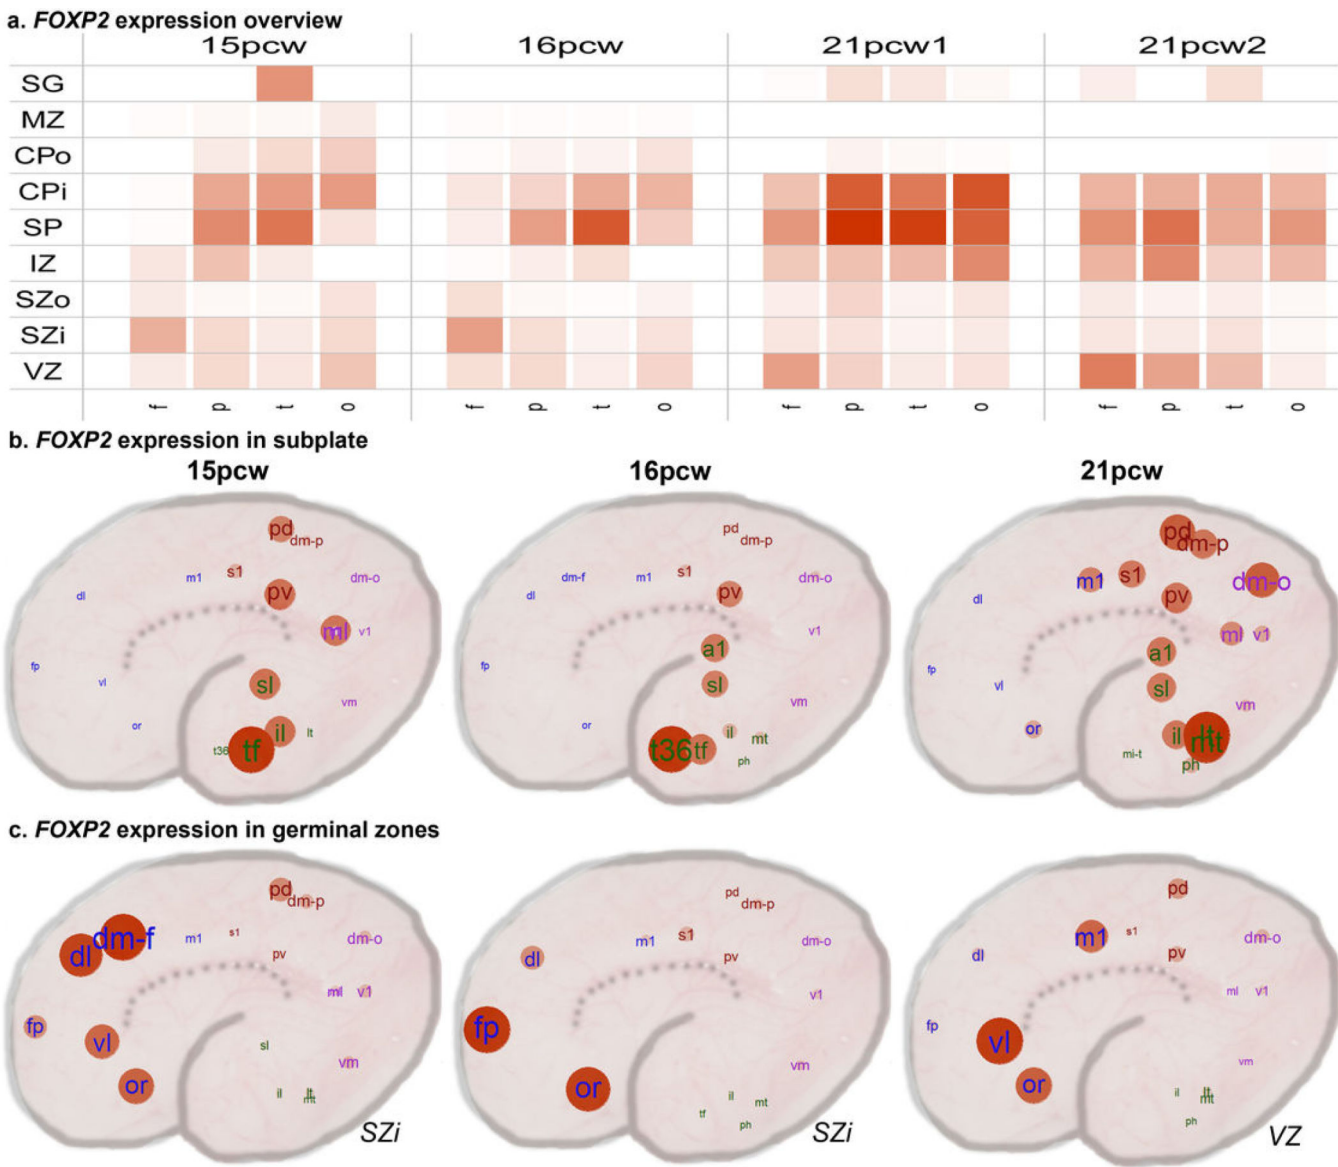 a. FOXP2 expression overview
15pcw 16pcw 21pcw1 21pcw2
SG
MZ
CPo
CPi
SP
IZ
SZo
SZi
VZ
f p t o f p t o f p t o f p t o
b. FOXP2 expression in subplate
15pcw 16pcw 21pcw
pd
dm-p
m1
s1
dm-o
dl
pv
ml
v1
fp
vl
sl
vm
or
il
lt
t36
tf
pd
dm-p
dm-f
m1
s1
dm-o
dl
pv
v1
a1
fp
sl
vm
or
il
mt
t36
tf
ph
pd
dm-p
m1
s1
dm-o
dl
pv
ml
v1
a1
fp
vl
sl
vm
or
il
lt
mt
mi-t
ph
c. FOXP2 expression in germinal zones
pd
dm-p
dm-f
m1
s1
dm-o
dl
pv
ml
v1
fp
vl
sl
vm
or
il
lt
mt
SZi
pd
dm-p
m1
s1
dm-o
dl
pv
v1
fp
vm
or
il
mt
tf
ph
SZi
pd
m1
s1
dm-o
dl
pv
ml
v1
fp
vl
vm
or
il
lt
mt
ph
VZ